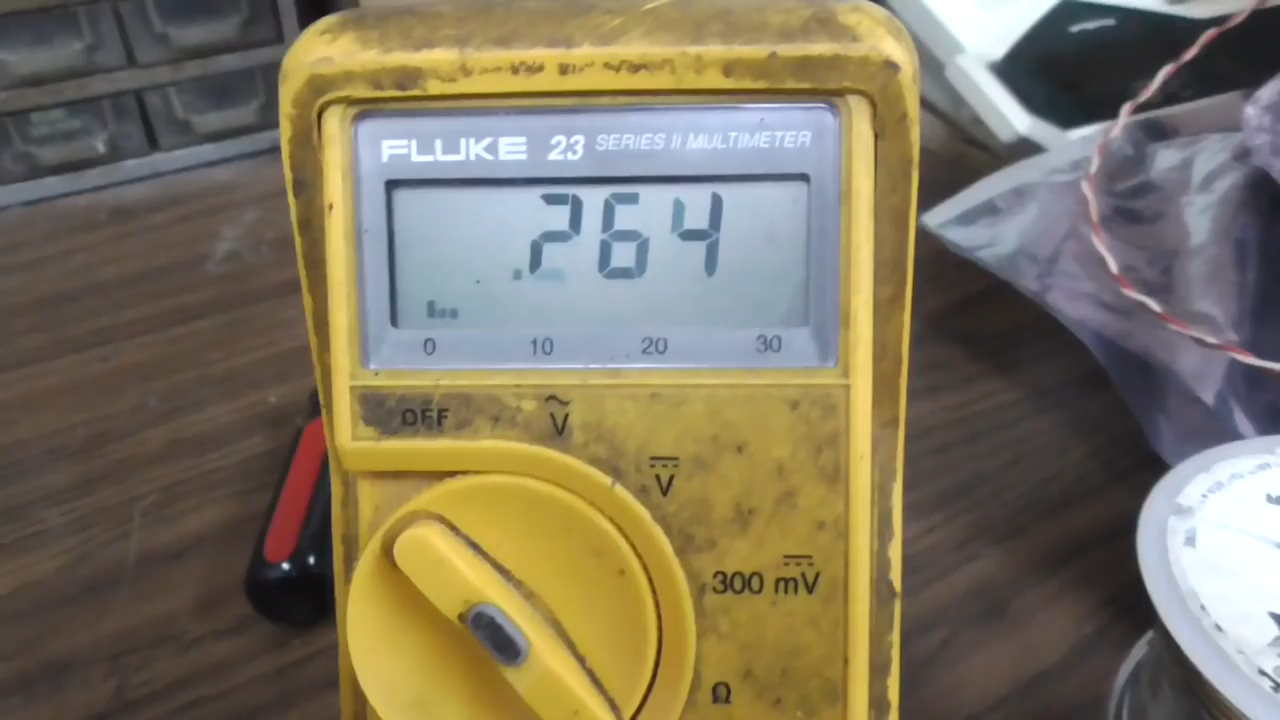 FLUKE 23 SERIES II MULTIMETER
.264
0 10 20 30
OFF
V
V
300 mV
Ω